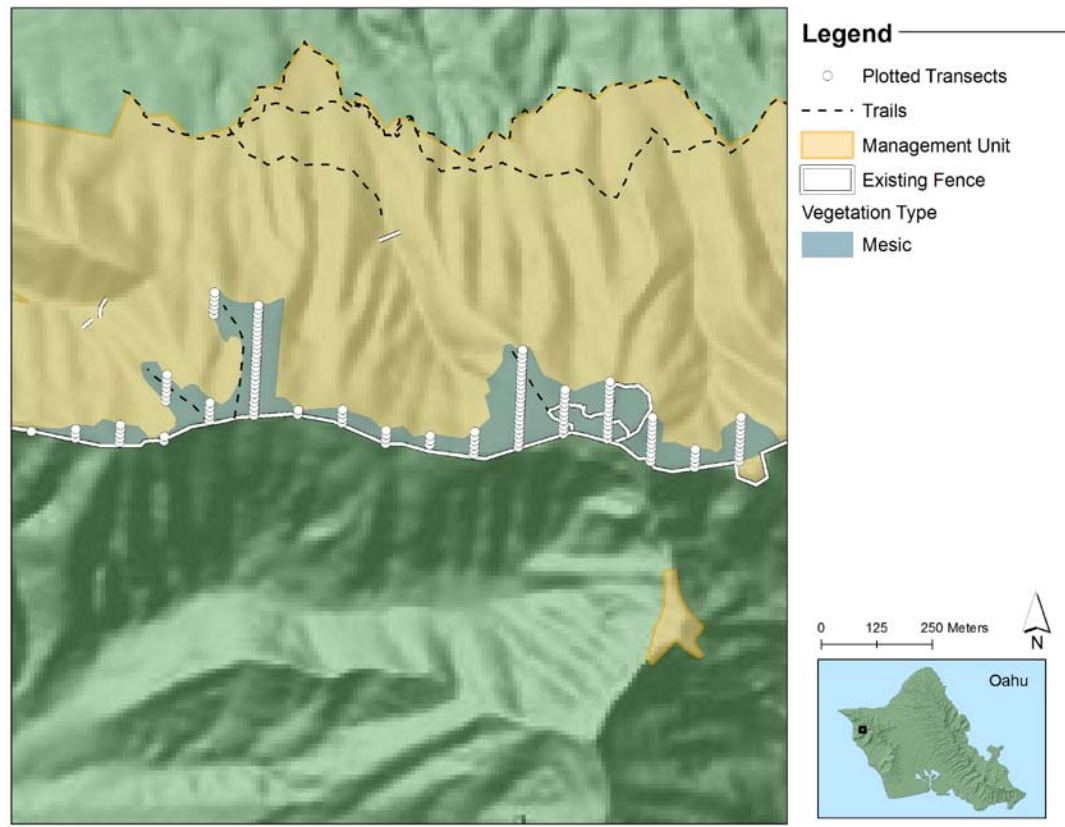 Legend
Plotted Transects
Trails
Management Unit
Existing Fence
Vegetation Type
Mesic
0 125 250 Meters
N
Oahu